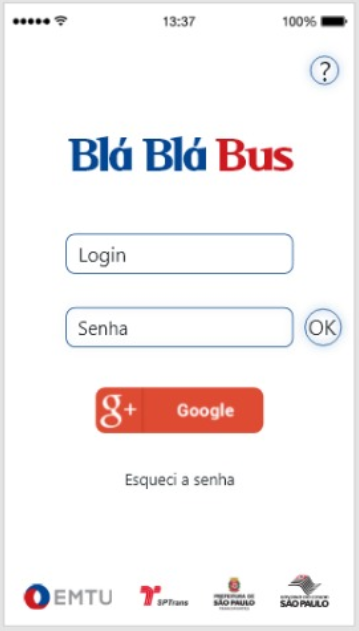 13:37
100%
?
Blá Blá Bus
Login
Senha
OK
g+ Google
Esqueci a senha
EMTU
SPTrans
PREFEITURA DE
SÃO PAULO
SÃO PAULO